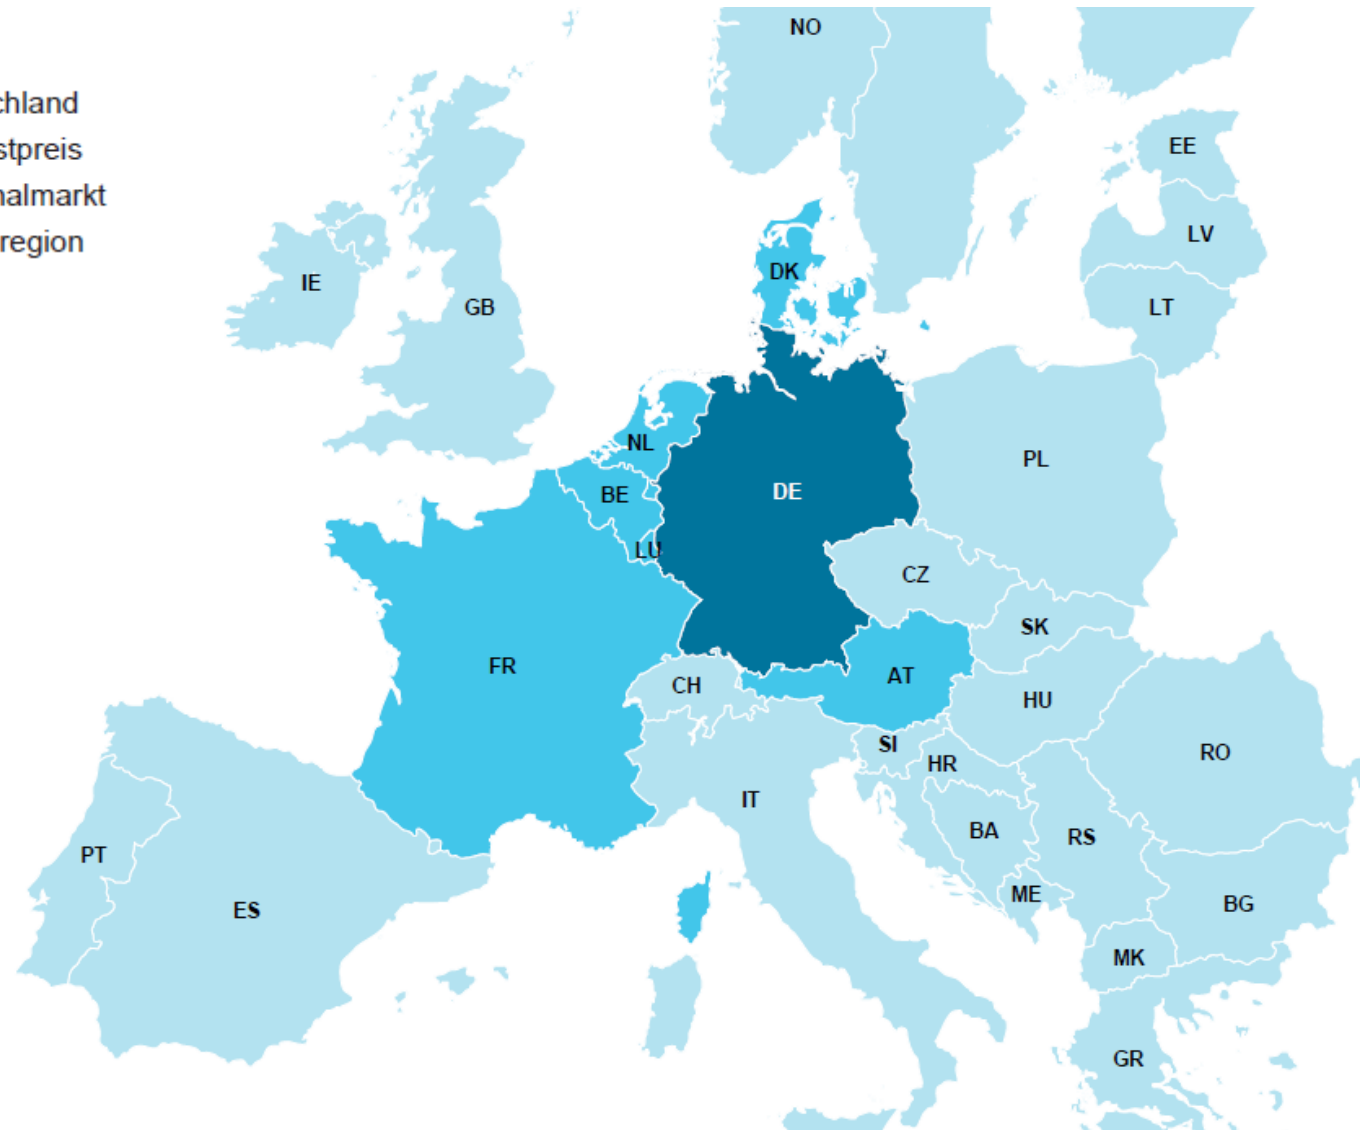 NO
chland
stpreis
nalmarkt
region
EE
LV
IE
DK
GB
LT
NL
PL
BE
DE
LU
CZ
SK
FR
AT
CH
HU
SI
RO
HR
IT
BA
RS
PT
ME
BG
ES
MK
GR